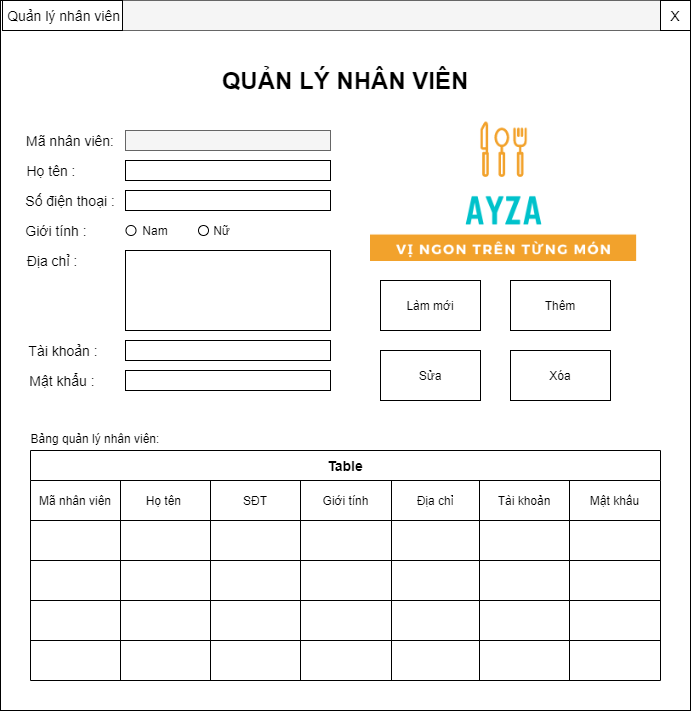 Quản lý nhân viên
X
QUẢN LÝ NHÂN VIÊN
Mã nhân viên:
Họ tên :
Số điện thoại :
Giới tính :
Nam
Nữ
Địa chỉ :
Tài khoản :
Mật khẩu :
AYZA
VỊ NGON TRÊN TỪNG MÓN
Làm mới
Thêm
Sửa
Xóa
Bảng quản lý nhân viên:
Table
Mã nhân viên
Họ tên
SĐT
Giới tính
Địa chỉ
Tài khoản
Mật khâu